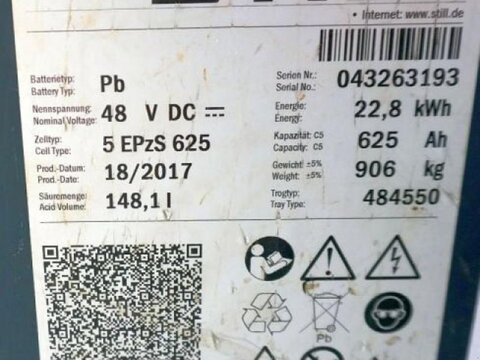 • Internet: www.still.de
Batterietyp: Pb
Battery Type:
Serien Nr.: 043263193
Serial No.:
Nennspannung: 48 V DC
Nominal Voltage:
Energie: 22,8 kWh
Energy:
Zelltyp: 5 EPzS 625
Cell Type:
Kapazität: C5 625 Ah
Capacity: C5
Prod.-Datum: 18/2017
Prod.-Date:
Gewicht: ±5% 906 kg
Weight: ±5%
Säuremenge: 148,1 l
Acid Volume:
Trogtyp: 484550
Tray Type:
Pb